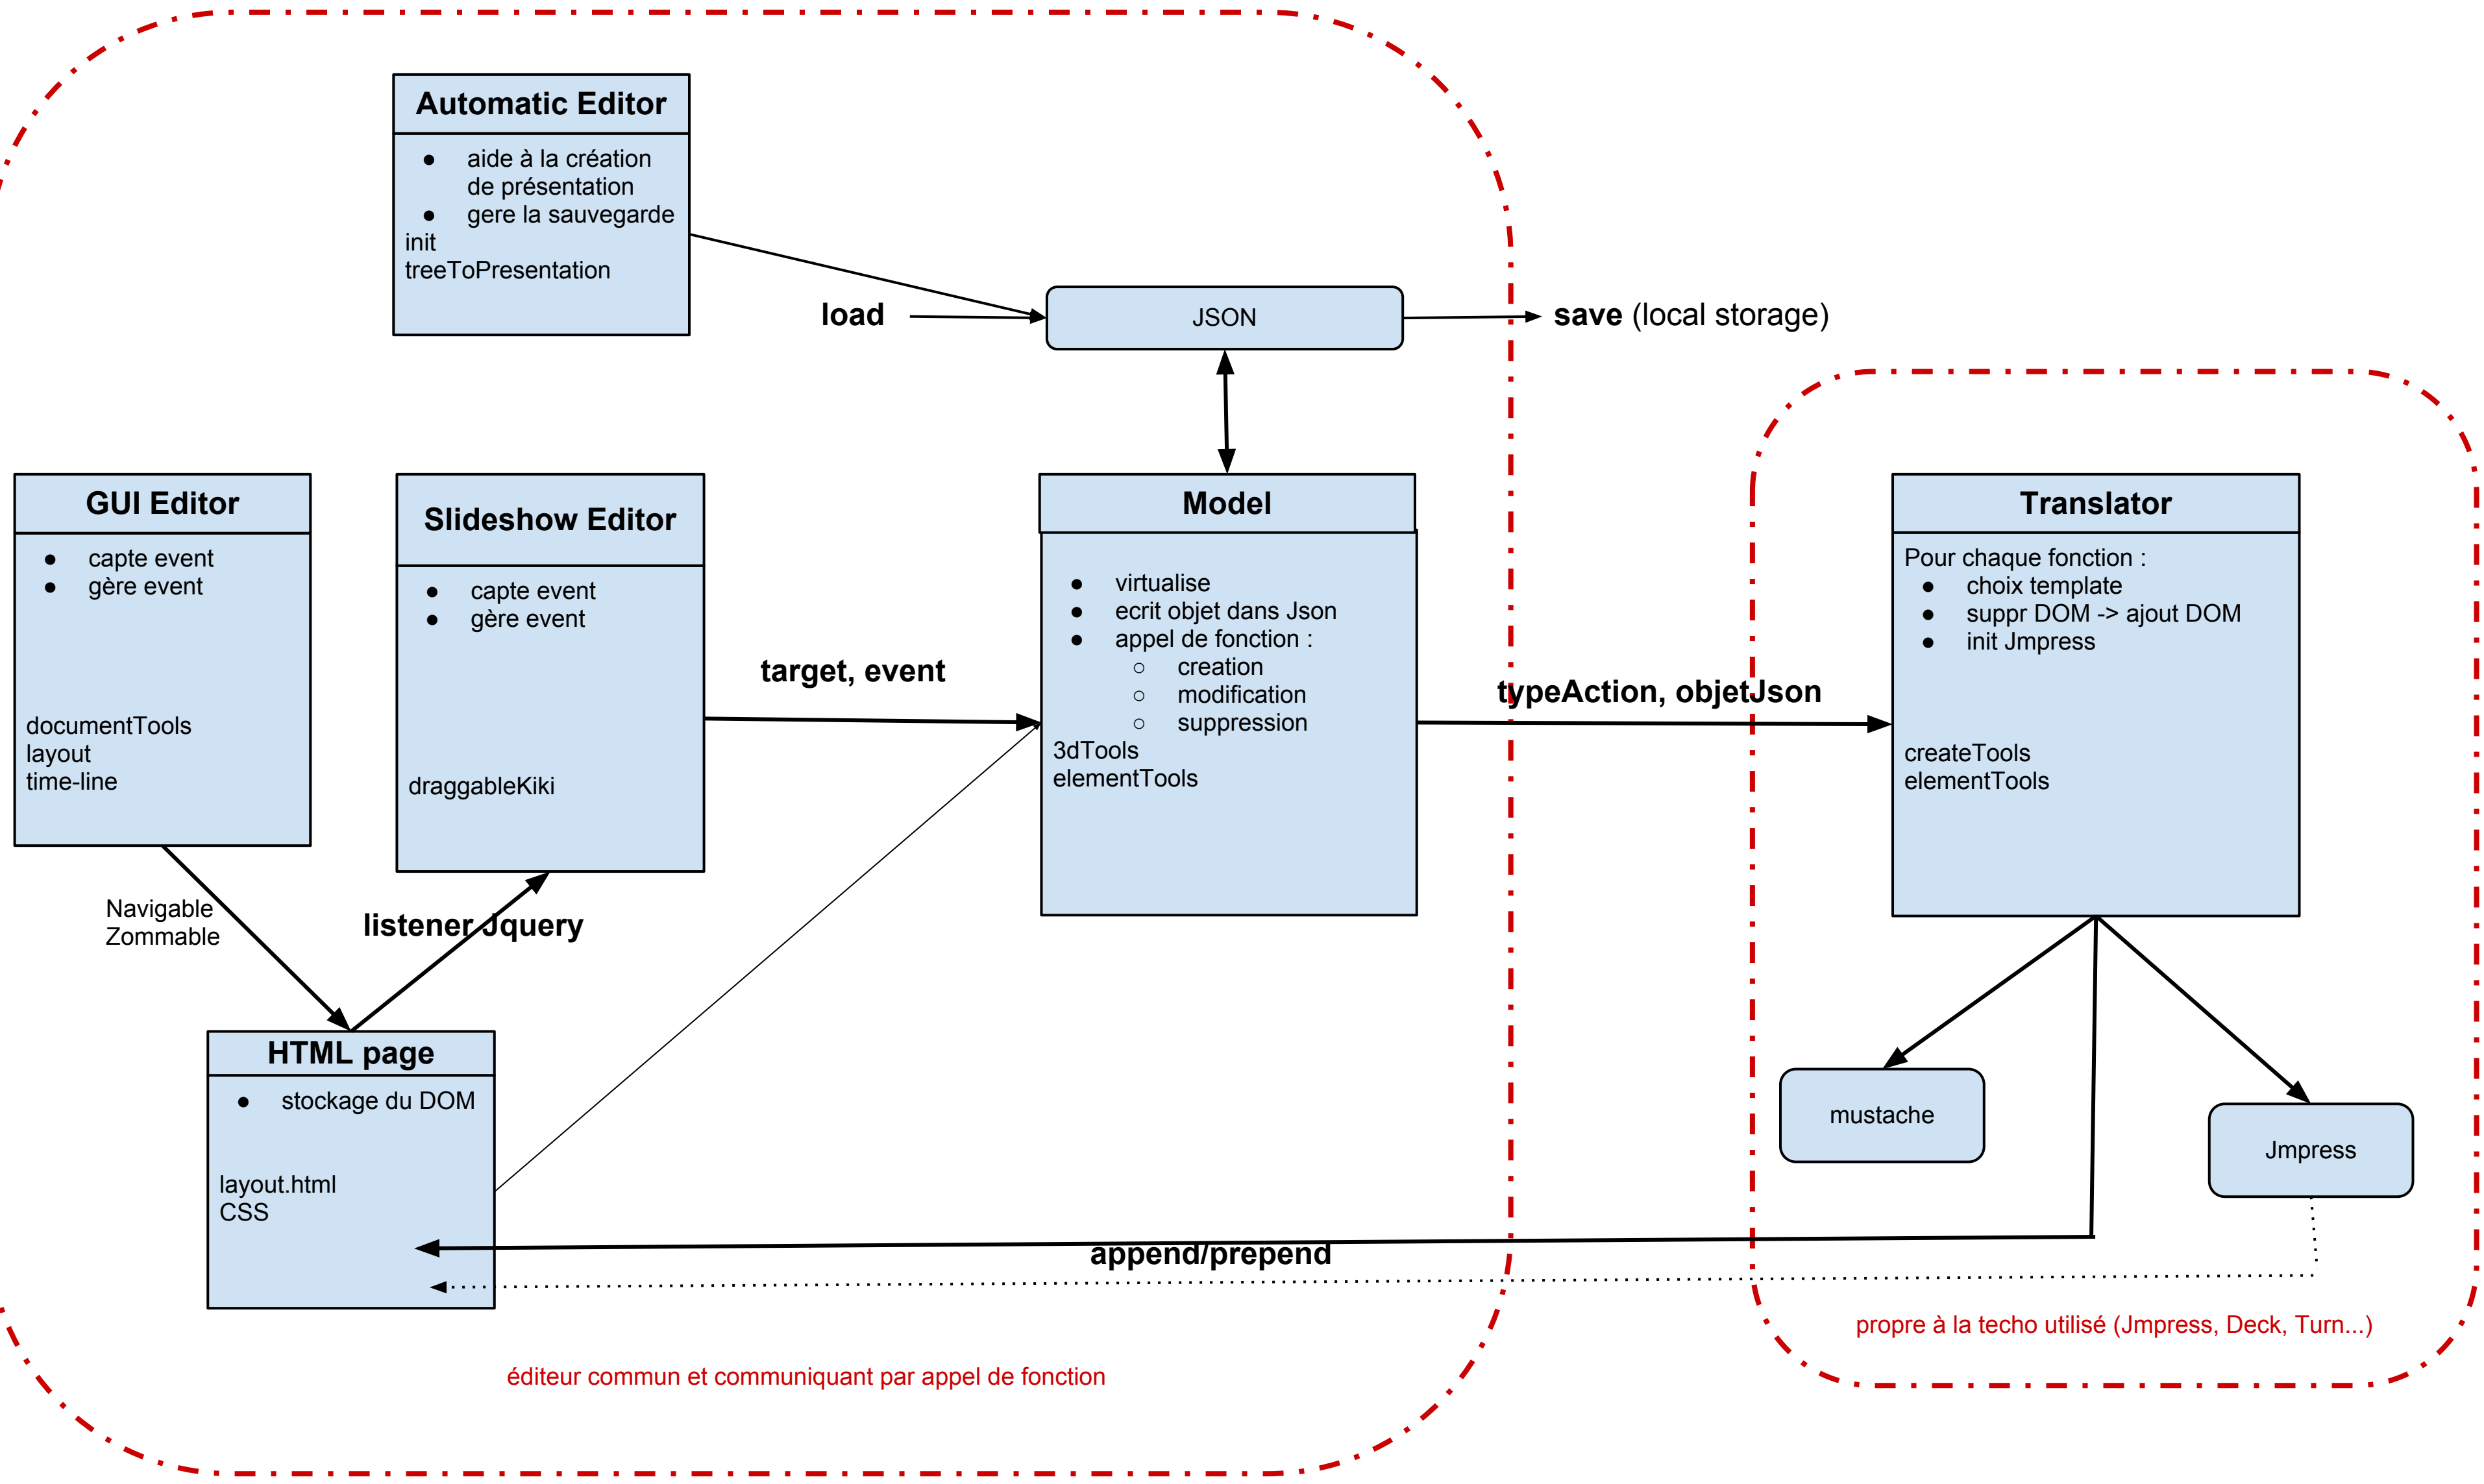 Automatic Editor
● aide à la création
de présentation
● gere la sauvegarde
init
treeToPresentation
load
JSON
save (local storage)
GUI Editor
● capte event
● gère event
documentTools
layout
time-line
Slideshow Editor
● capte event
● gère event
draggableKiki
target, event
Model
● virtualise
● ecrit objet dans Json
● appel de fonction :
○ creation
○ modification
○ suppression
3dTools
elementTools
typeAction, objetJson
Translator
Pour chaque fonction :
● choix template
● suppr DOM -> ajout DOM
● init Jmpress
createTools
elementTools
Navigable
Zommable
listener Jquery
HTML page
● stockage du DOM
layout.html
CSS
mustache
Jmpress
append/prepend
propre à la techo utilisé (Jmpress, Deck, Turn...)
éditeur commun et communiquant par appel de fonction